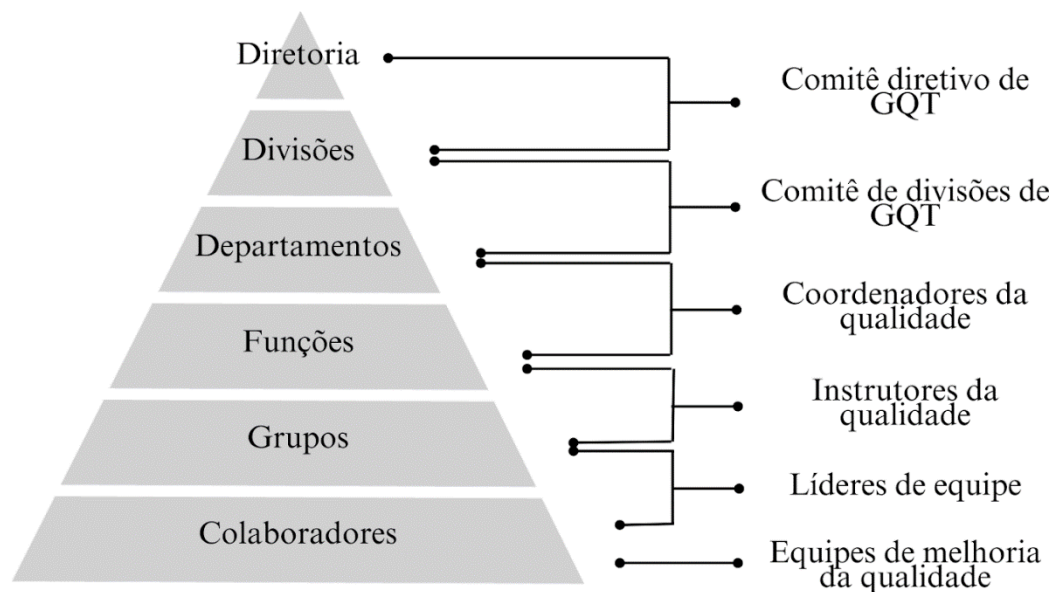 Diretoria
Divisões
Departamentos
Funções
Grupos
Colaboradores
Comitê diretivo de
GQT
Comitê de divisões de
GQT
Coordenadores da
qualidade
Instrutores da
qualidade
Líderes de equipe
Equipes de melhoria
da qualidade